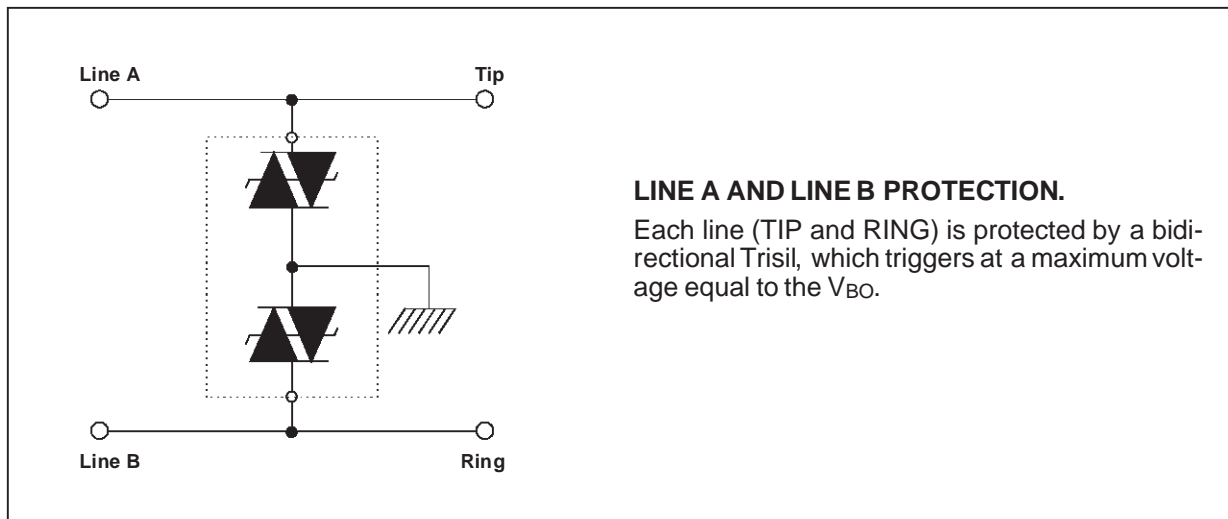 Line A
Tip
LINE A AND LINE B PROTECTION.
Each line (TIP and RING) is protected by a bidi-
rectional Trisil, which triggers at a maximum volt-
age equal to the VBO.
Line B
Ring